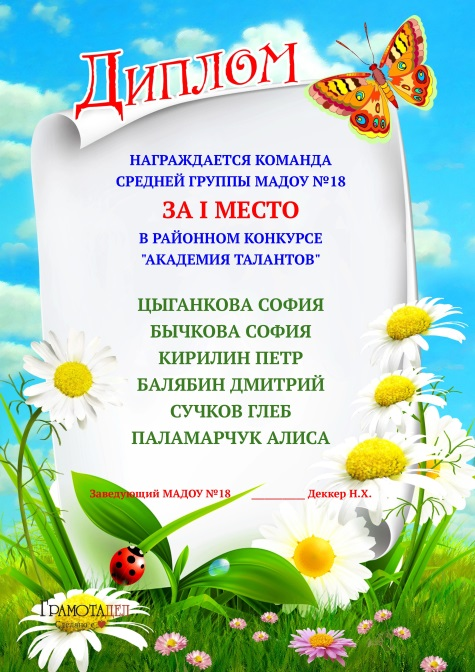 ДИПЛОМ
НАГРАЖДАЕТСЯ КОМАНДА
СРЕДНЕЙ ГРУППЫ МАДОУ №18
ЗА I МЕСТО
В РАЙОННОМ КОНКУРСЕ
"АКАДЕМИЯ ТАЛАНТОВ"
ЦЫГАНКОВА СОФИЯ
БЫЧКОВА СОФИЯ
КИРИЛИН ПЕТР
БАЛЯБИН ДМИТРИЙ
СУЧКОВ ГЛЕБ
ПАЛАМАРЧУК АЛИСА
Заведующий МАДОУ №18 __________ Деккер Н.Х.
ГРАМОТАДЕЛ